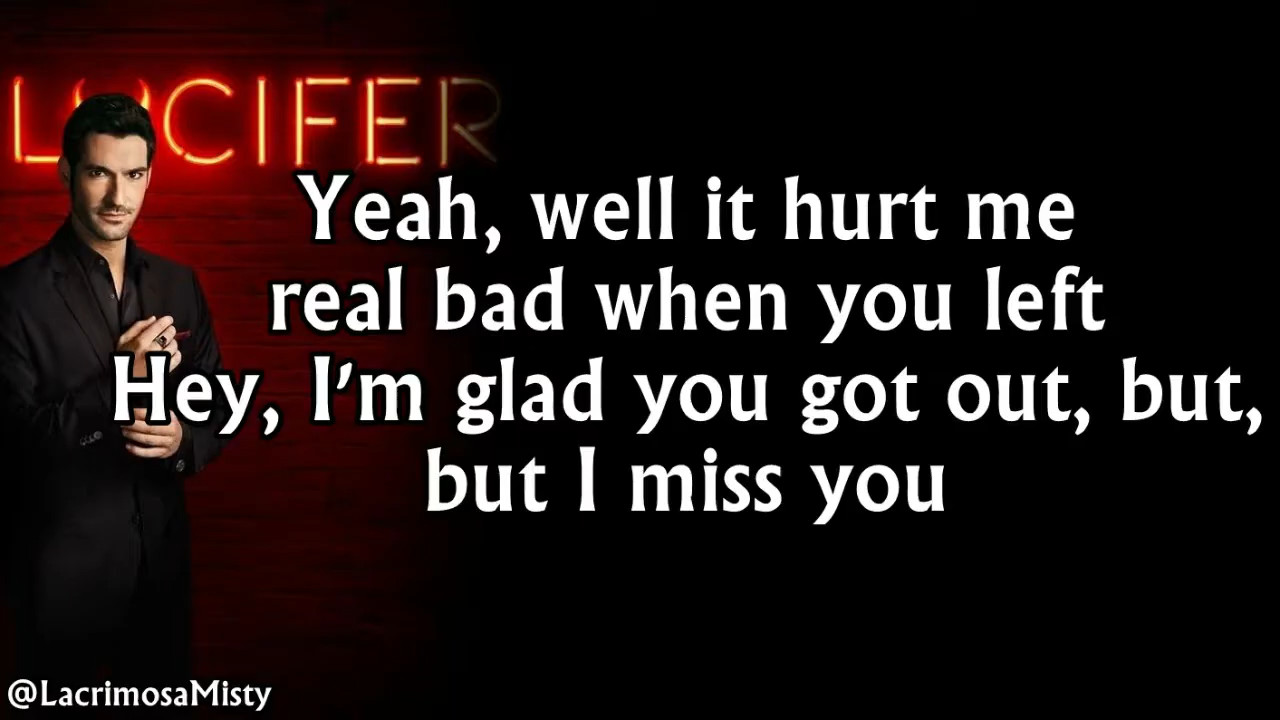 LUCIFER
Yeah, well it hurt me
real bad when you left
Hey, I'm glad you got out, but,
but I miss you
@LacrimosaMisty